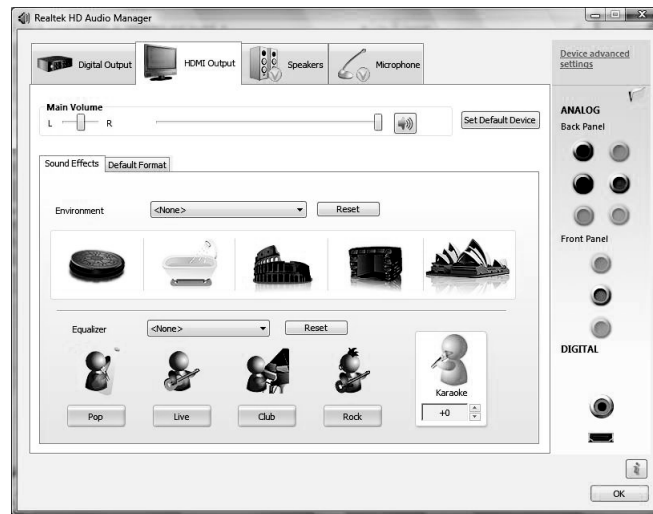 Realtek HD Audio Manager
Digital Output
HDMI Output
Speakers
Microphone
Device advanced
settings
Main Volume
L
R
Set Default Device
ANALOG
Back Panel
Sound Effects
Default Format
Environment
<None>
Reset
Front Panel
Equalizer
<None>
Reset
DIGITAL
Karaoke
Pop
Live
Club
Rock
+0
OK